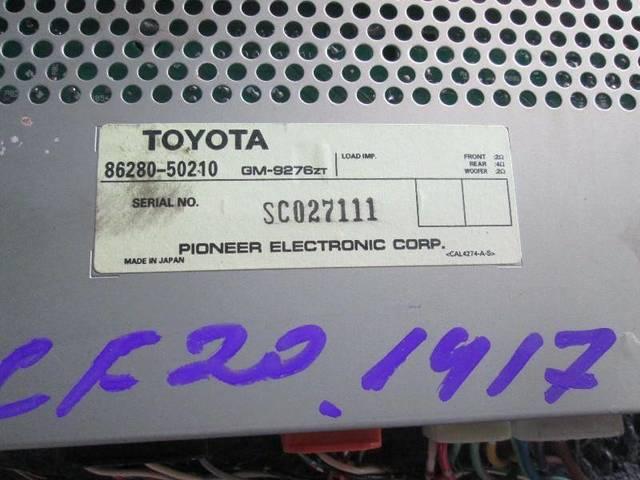 TOYOTA
86280-50210 GM-9276ZT
LOAD IMP.
FRONT :2Ω
REAR :4Ω
WOOFER :2Ω
SERIAL NO. SC027111
PIONEER ELECTRONIC CORP.
MADE IN JAPAN <CAL4274-A-S>
CF20.1917